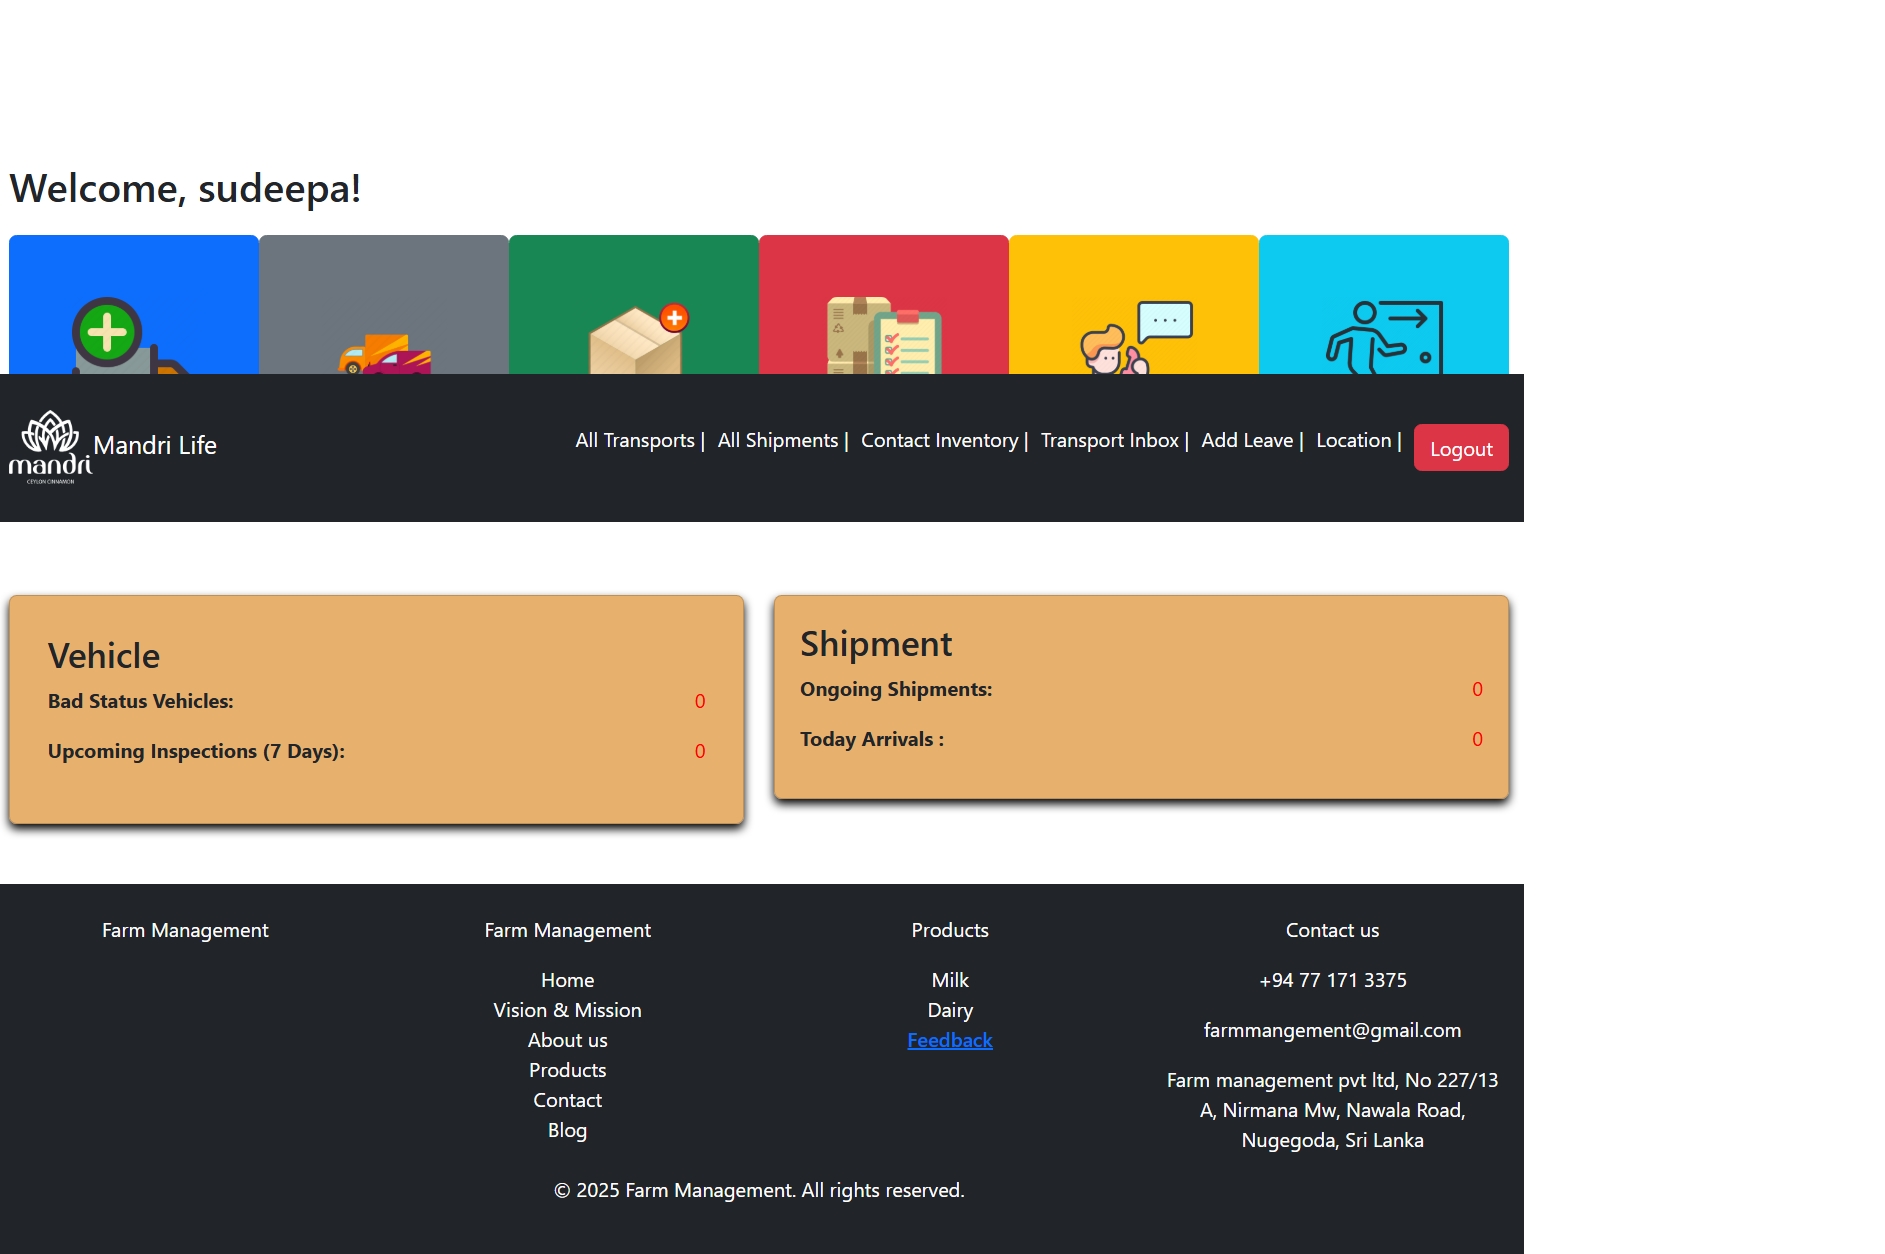 Welcome, sudeepa!
mandri
CEYLON CINNAMON
Mandri Life
All Transports | All Shipments | Contact Inventory | Transport Inbox | Add Leave | Location | Logout
Vehicle
Bad Status Vehicles: 0
Upcoming Inspections (7 Days): 0
Shipment
Ongoing Shipments: 0
Today Arrivals : 0
Farm Management
Farm Management
Home
Vision & Mission
About us
Products
Contact
Blog
Products
Milk
Dairy
Feedback
Contact us
+94 77 171 3375
farmmangement@gmail.com
Farm management pvt ltd, No 227/13
A, Nirmana Mw, Nawala Road,
Nugegoda, Sri Lanka
© 2025 Farm Management. All rights reserved.